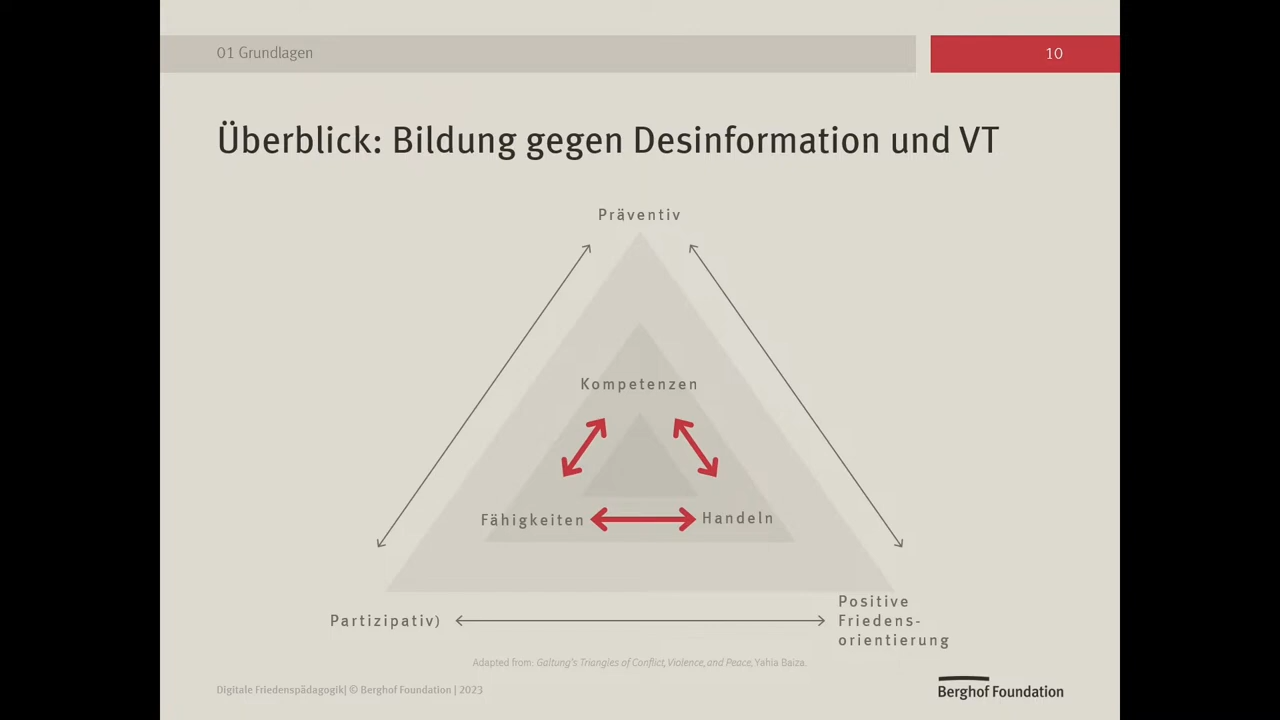 01 Grundlagen
10
Überblick: Bildung gegen Desinformation und VT
Präventiv
Kompetenzen
Fähigkeiten
Handeln
Partizipativ)
Positive
Friedens-
orientierung
Adapted from: Galtung's Triangles of Conflict, Violence, and Peace, Yahia Baiza.
Digitale Friedenspädagogik| © Berghof Foundation | 2023
Berghof Foundation